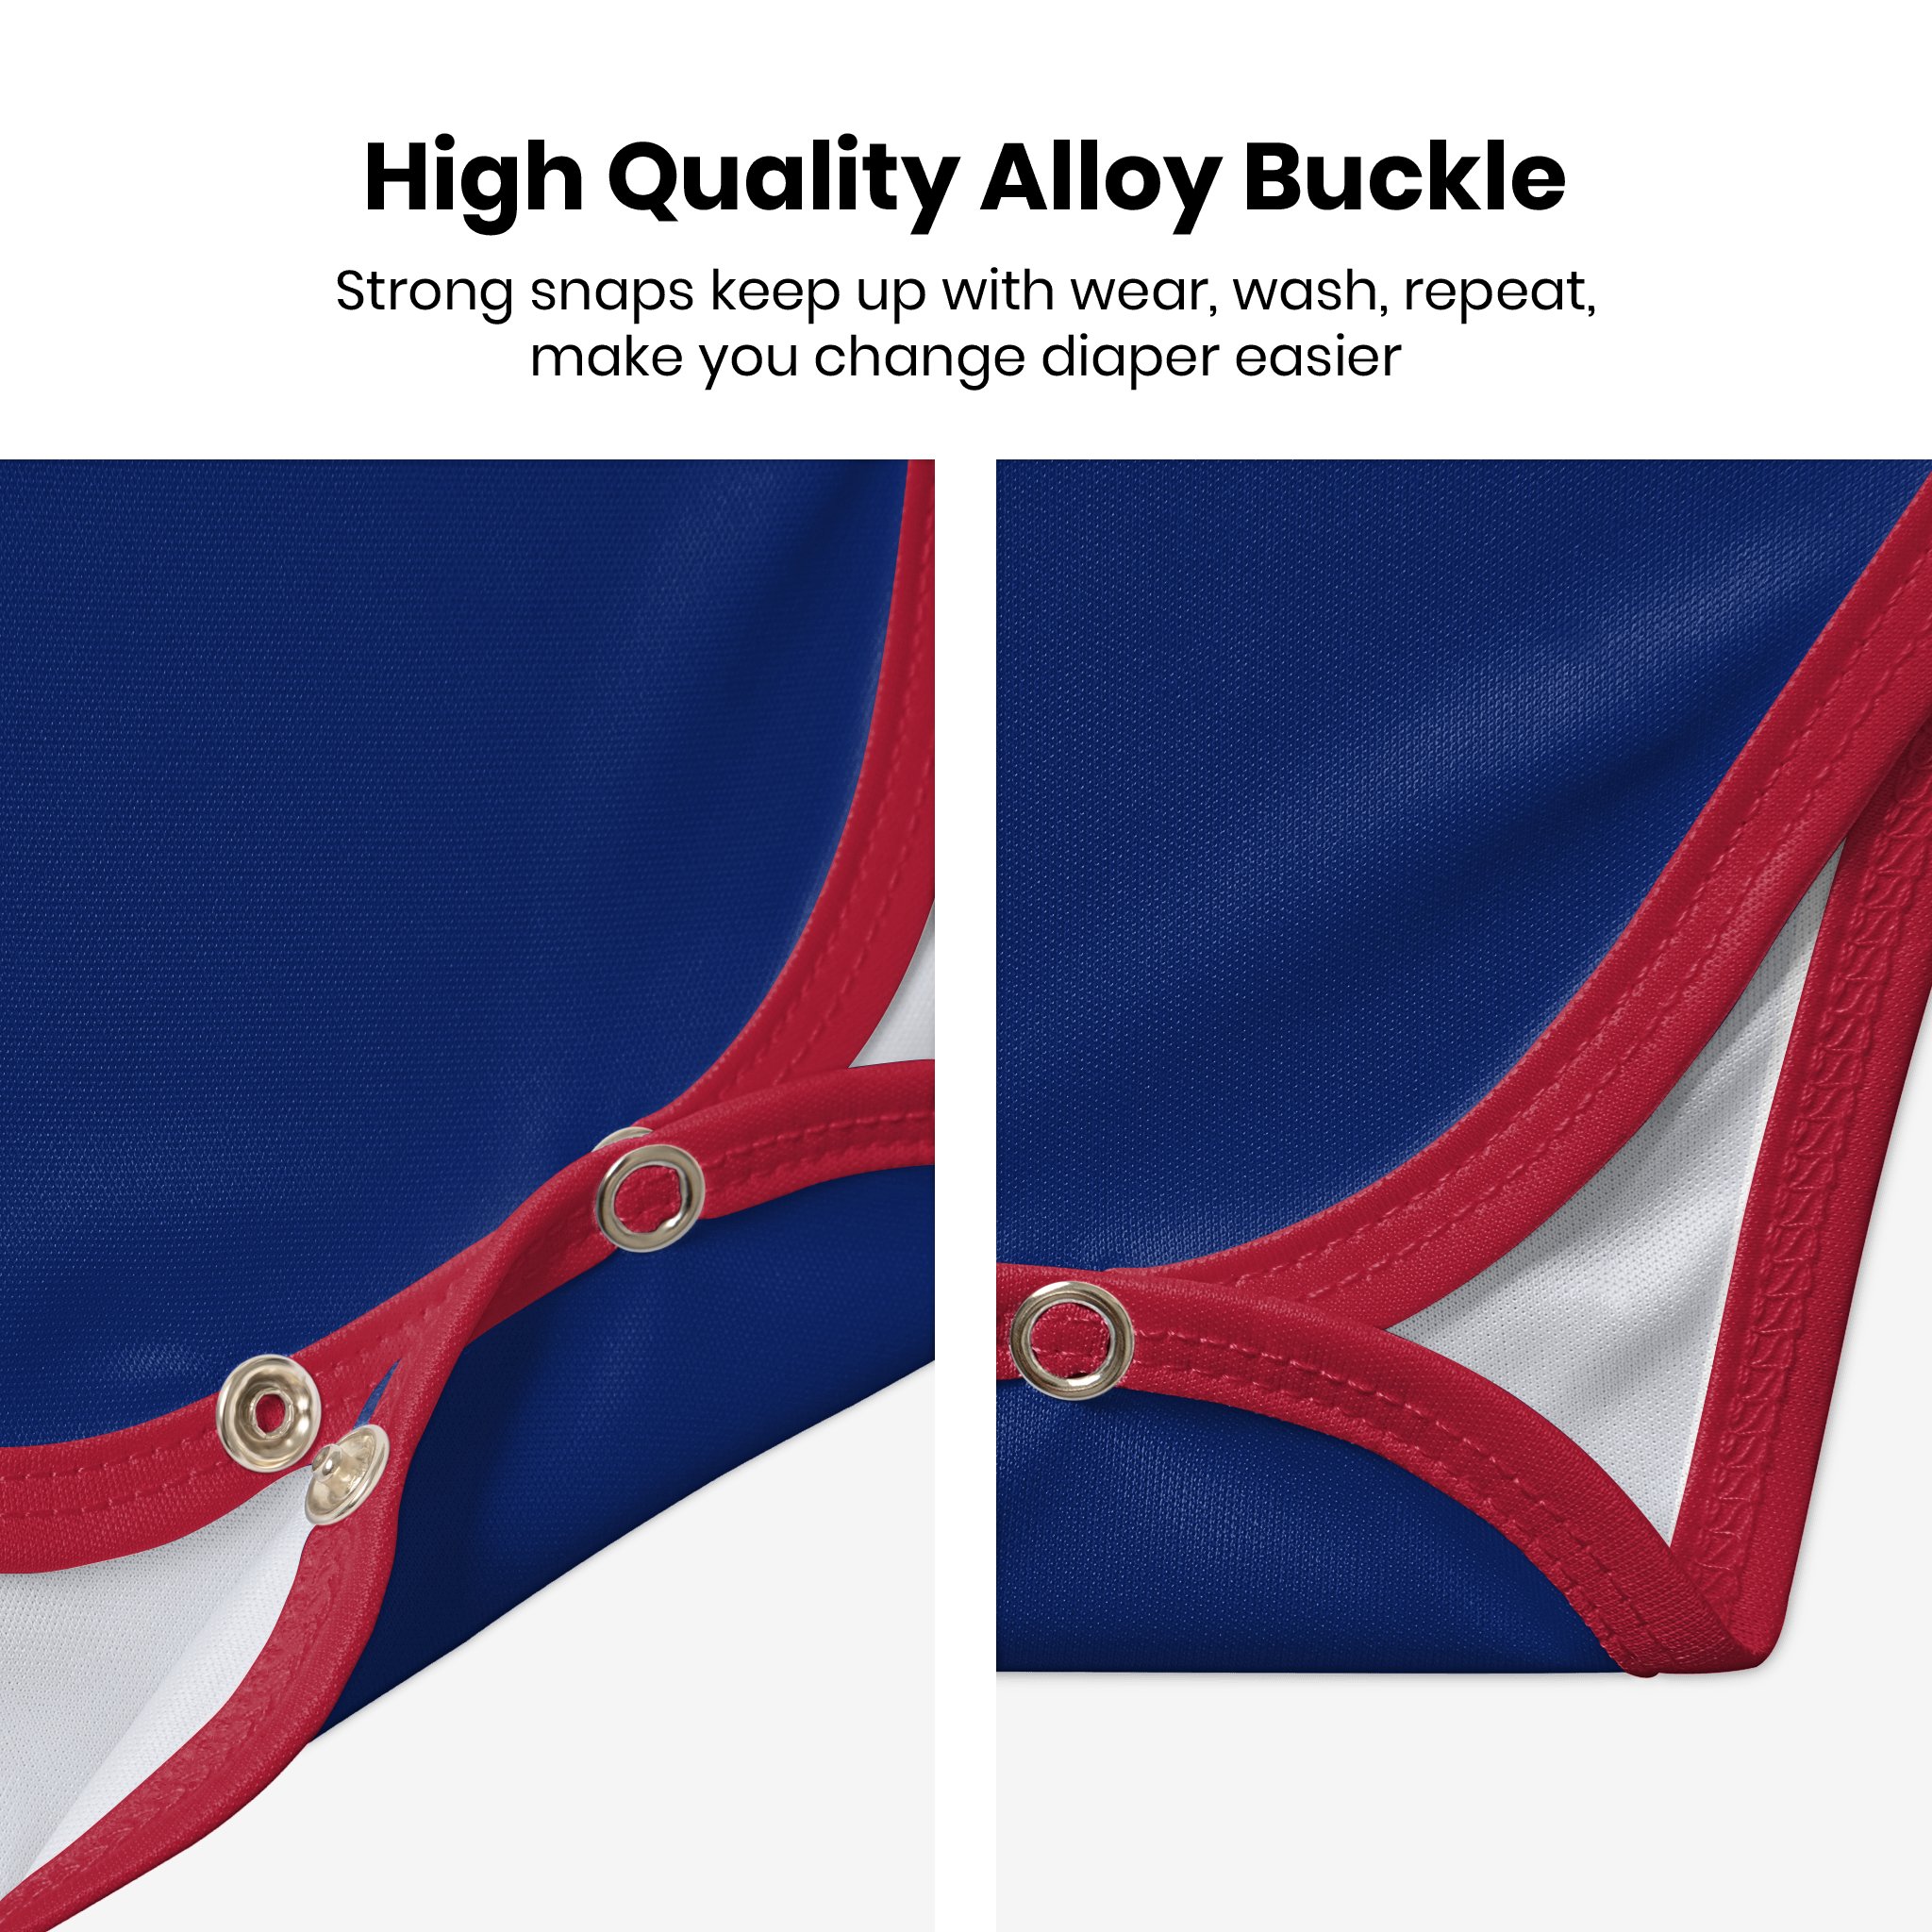 High Quality Alloy Buckle
Strong snaps keep up with wear, wash, repeat,
make you change diaper easier